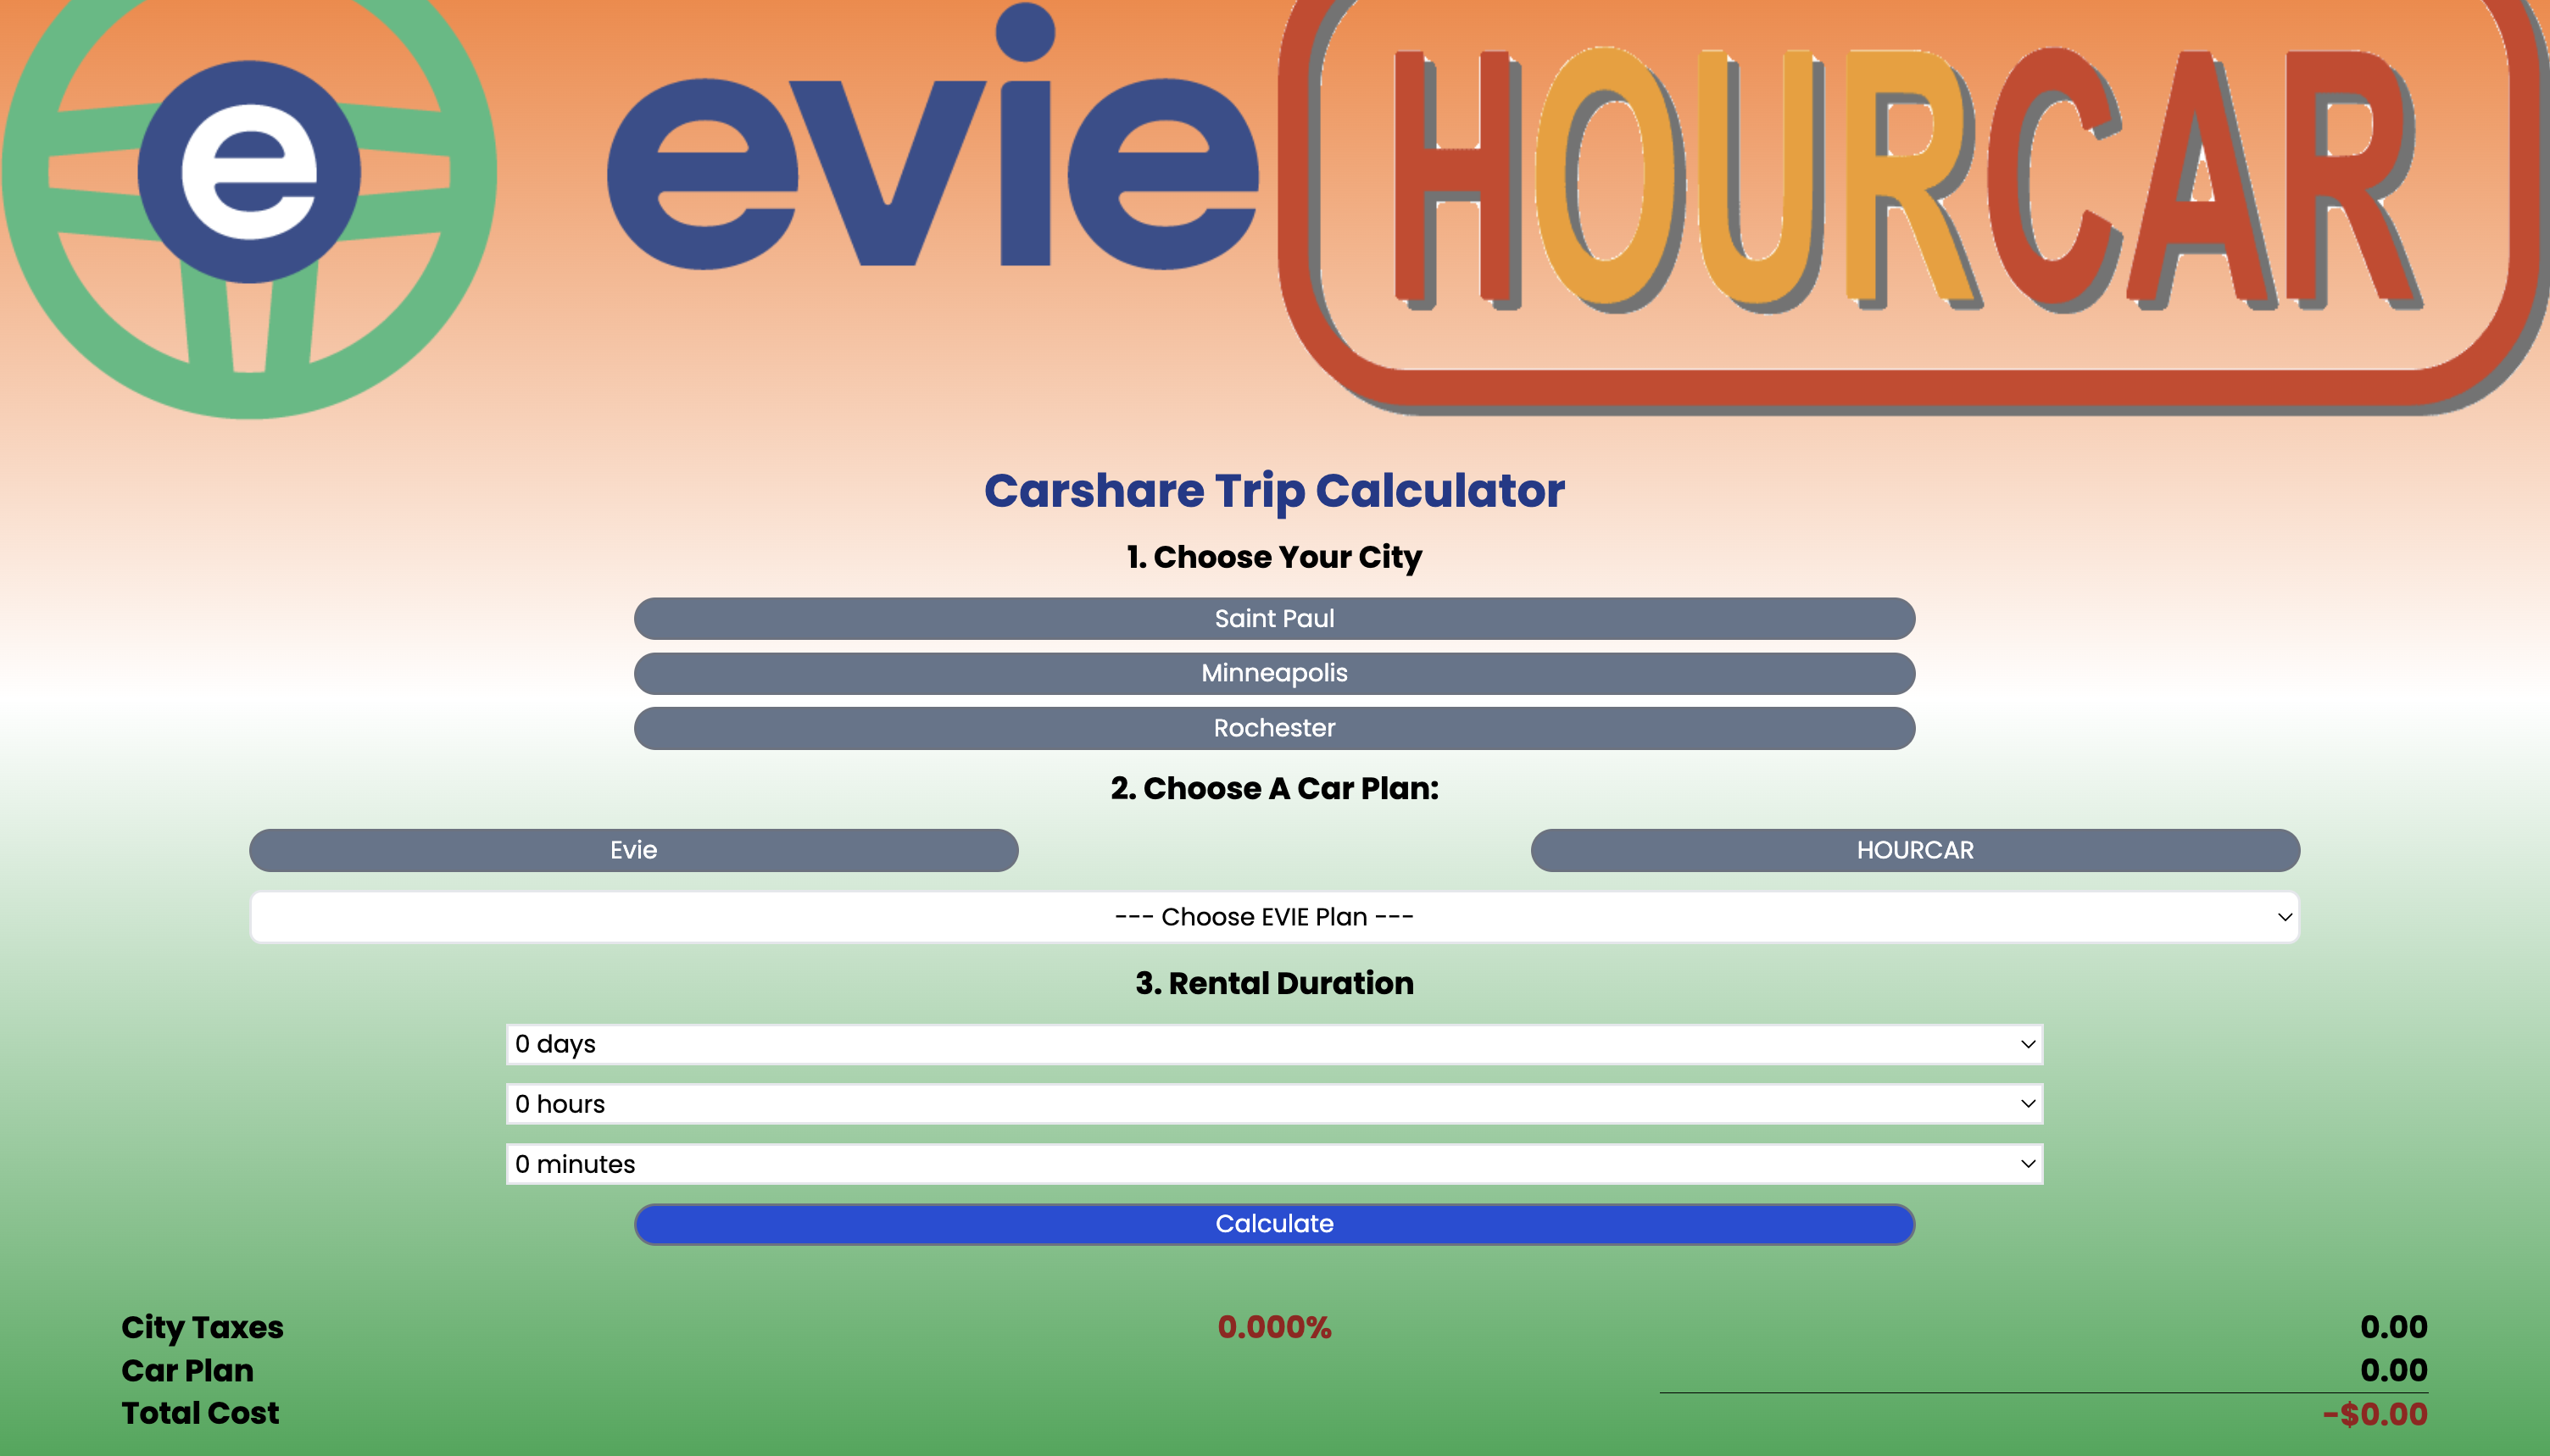 e evie HOURCAR
Carshare Trip Calculator
1. Choose Your City
Saint Paul
Minneapolis
Rochester
2. Choose A Car Plan:
Evie HOURCAR
--- Choose EVIE Plan ---
3. Rental Duration
0 days
0 hours
0 minutes
Calculate
City Taxes 0.000% 0.00
Car Plan 0.00
Total Cost -$0.00